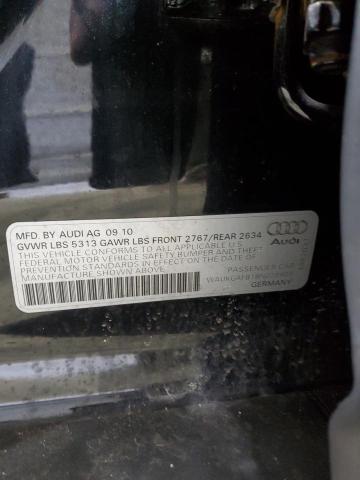 MFD. BY AUDI AG 09.10
GVWR LBS 5313 GAWR LBS FRONT 2767/REAR 2634
THIS VEHICLE CONFORMS TO ALL APPLICABLE U.S.
FEDERAL MOTOR VEHICLE SAFETY BUMPER AND THEFT
PREVENTION STANDARDS IN EFFECT ON THE DATE OF
MANUFACTURE SHOWN ABOVE.
Audi
PASSENGER CAR
GERMANY